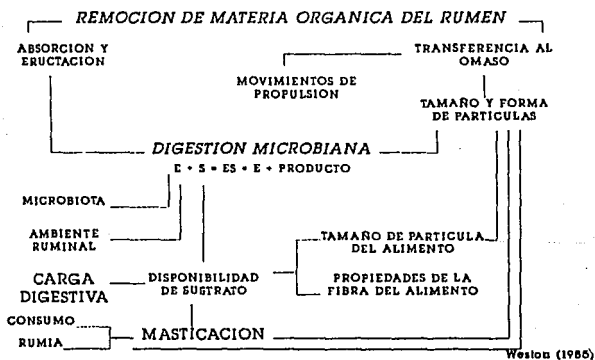 REMOCION DE MATERIA ORGANICA DEL RUMEN
ABSORCION Y
ERUCTACION
TRANSFERENCIA AL
OMASO
MOVIMIENTOS DE
PROPULSION
TAMAÑO Y FORMA
DE PARTICULAS
DIGESTION MICROBIANA
E + S = ES = E + PRODUCTO
MICROBIOTA
AMBIENTE
RUMINAL
TAMAÑO DE PARTICULA
DEL ALIMENTO
CARGA
DIGESTIVA
DISPONIBILIDAD
DE SUSTRATO
PROPIEDADES DE LA
FIBRA DEL ALIMENTO
CONSUMO
RUMIA
MASTICACION
Weston (1985)